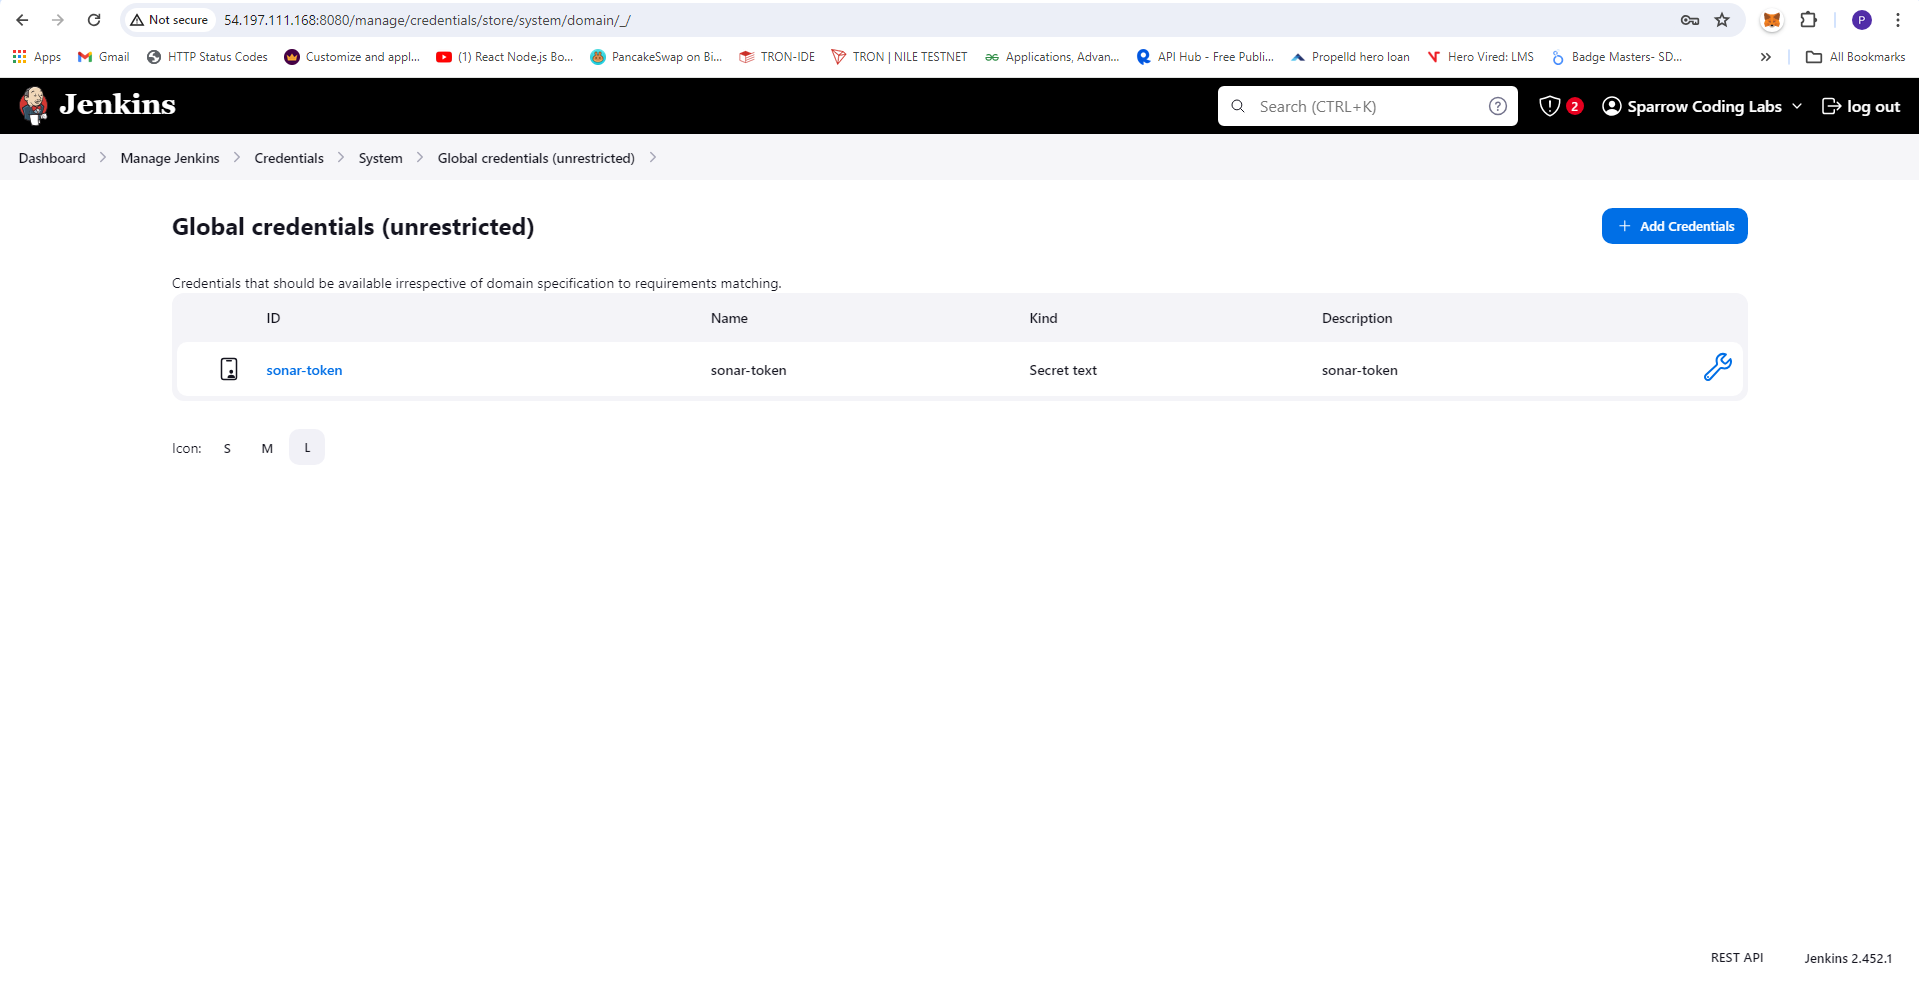 Not secure 54.197.111.168:8080/manage/credentials/store/system/domain/_/ P
Apps Gmail HTTP Status Codes Customize and appl... (1) React Node.js Bo... PancakeSwap on Bi... TRON-IDE TRON | NILE TESTNET Applications, Advan... API Hub - Free Publi... Propelld hero loan Hero Vired: LMS Badge Masters- SD... » All Bookmarks
Jenkins Search (CTRL+K) ? 2 Sparrow Coding Labs log out
Dashboard Manage Jenkins Credentials System Global credentials (unrestricted)
Global credentials (unrestricted) + Add Credentials
Credentials that should be available irrespective of domain specification to requirements matching.
ID Name Kind Description
sonar-token sonar-token Secret text sonar-token
Icon: S M L
REST API Jenkins 2.452.1